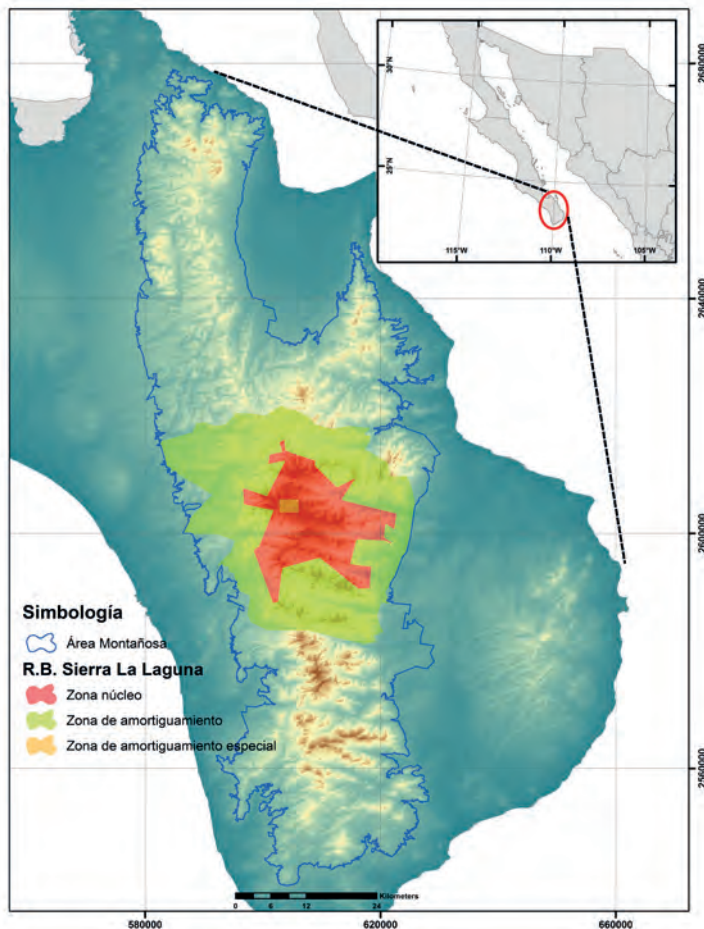 30°N
25°N
115°W
110°W
105°W
2680000
2640000
2600000
2560000
Simbología
Área Montañosa
R.B. Sierra La Laguna
Zona núcleo
Zona de amortiguamiento
Zona de amortiguamiento especial
Kilometers
0 6 12 24
580000
620000
660000